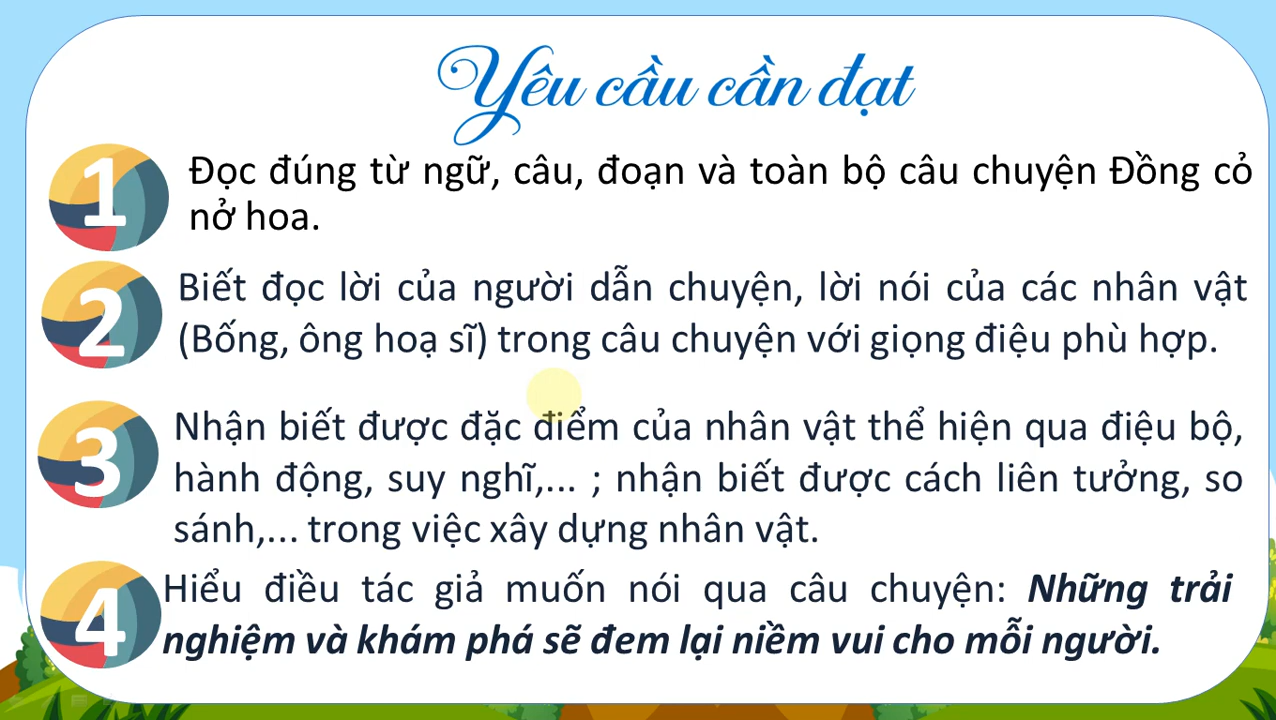 Yêu cầu cần đạt
1 Đọc đúng từ ngữ, câu, đoạn và toàn bộ câu chuyện Đồng cỏ
nở hoa.
2 Biết đọc lời của người dẫn chuyện, lời nói của các nhân vật
(Bống, ông hoạ sĩ) trong câu chuyện với giọng điệu phù hợp.
3 Nhận biết được đặc điểm của nhân vật thể hiện qua điệu bộ,
hành động, suy nghĩ,... ; nhận biết được cách liên tưởng, so
sánh,... trong việc xây dựng nhân vật.
4 Hiểu điều tác giả muốn nói qua câu chuyện: Những trải
nghiệm và khám phá sẽ đem lại niềm vui cho mỗi người.